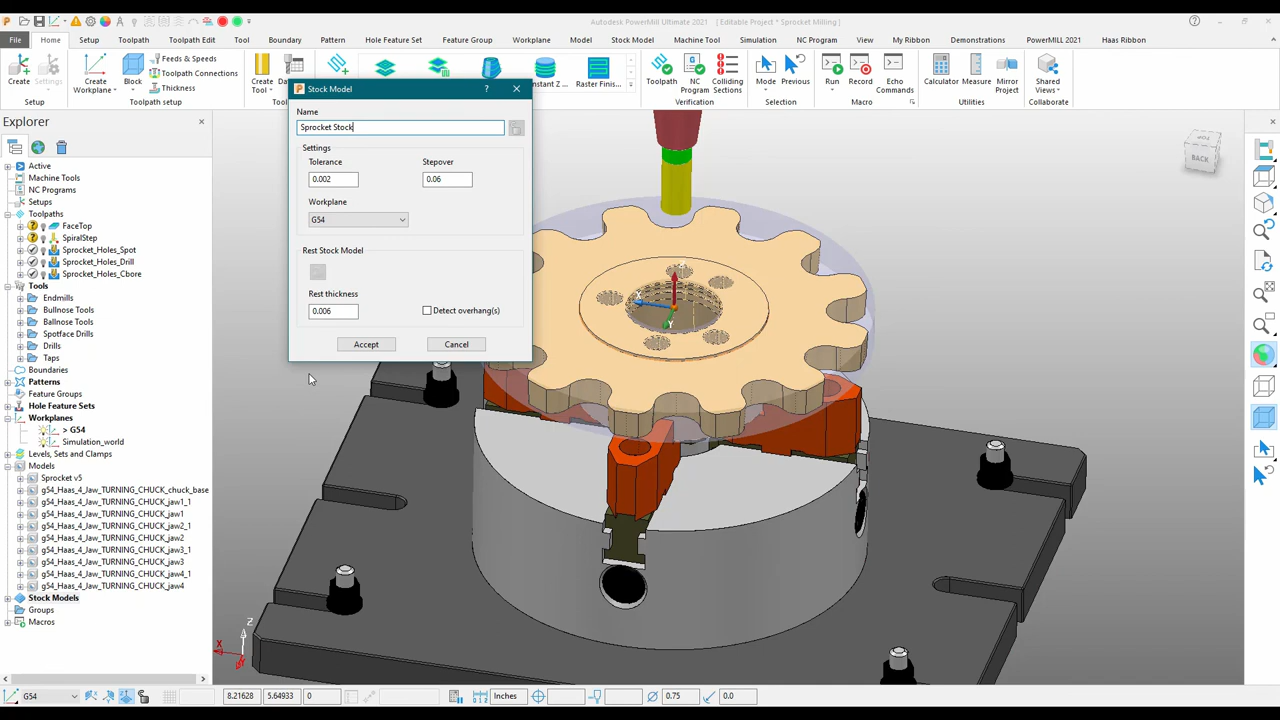 Autodesk PowerMill Ultimate 2021 [ Editable Project * Sprocket Milling ]
File Home Setup Toolpath Toolpath Edit Tool Boundary Pattern Hole Feature Set Feature Group Workplane Model Stock Model Machine Tool Simulation NC Program View My Ribbon Demonstrations PowerMILL 2021 Haas Ribbon
Create Settings Create Workplane Block Feeds & Speeds
Toolpath Connections
Thickness
Create
Constant Z Raster Finis...
Toolpath NC Program Colliding Sections Mode Previous Run Record Echo Commands Calculator Measure Mirror Project Shared Views
Setup Toolpath setup Verification Selection Macro Utilities Collaborate
Explorer
Active
Machine Tools
NC Programs
Setups
Toolpaths
FaceTop
SpiralStep
Sprocket_Holes_Spot
Sprocket_Holes_Drill
Sprocket_Holes_Cbore
Tools
Endmills
Bullnose Tools
Ballnose Tools
Spotface Drills
Drills
Taps
Boundaries
Patterns
Feature Groups
Hole Feature Sets
Workplanes
> G54
Simulation_world
Levels, Sets and Clamps
Models
Sprocket v5
g54_Haas_4_Jaw_TURNING_CHUCK_chuck_base
g54_Haas_4_Jaw_TURNING_CHUCK_jaw1_1
g54_Haas_4_Jaw_TURNING_CHUCK_jaw1
g54_Haas_4_Jaw_TURNING_CHUCK_jaw2_1
g54_Haas_4_Jaw_TURNING_CHUCK_jaw2
g54_Haas_4_Jaw_TURNING_CHUCK_jaw3_1
g54_Haas_4_Jaw_TURNING_CHUCK_jaw3
g54_Haas_4_Jaw_TURNING_CHUCK_jaw4_1
g54_Haas_4_Jaw_TURNING_CHUCK_jaw4
Stock Models
Groups
Macros
Stock Model
Name
Sprocket Stock
Settings
Tolerance Stepover
0.002 0.06
Workplane
G54
Rest Stock Model
Rest thickness
0.006 Detect overhang(s)
Accept Cancel
TOP
BACK
Y
Z
X
G54 8.21628 5.64933 0 Inches 0.75 0.0